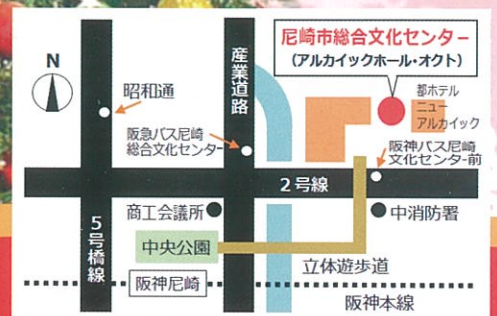 N
昭和通
産業道路
尼崎市総合文化センター
(アルカイックホール・オクト)
都ホテル
ニュー
アルカイック
阪急バス尼崎
総合文化センター
阪神バス尼崎
文化センター前
2号線
商工会議所
中消防署
5号橋線
中央公園
立体遊歩道
阪神尼崎
阪神本線